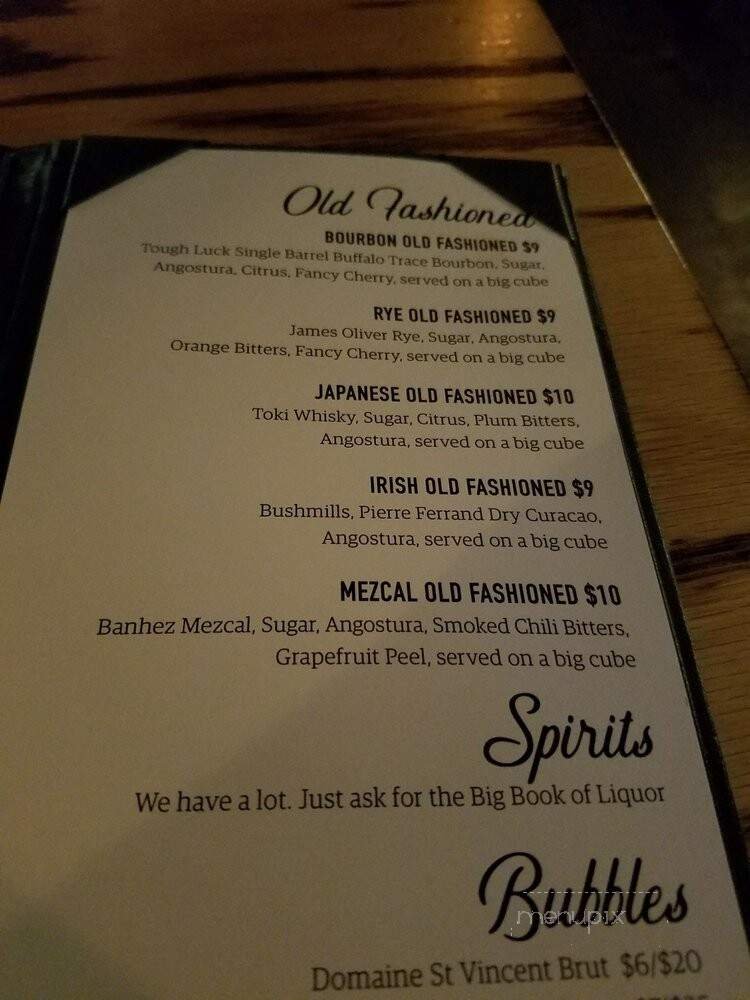 Old Fashioned
BOURBON OLD FASHIONED $9
Tough Luck Single Barrel Buffalo Trace Bourbon, Sugar,
Angostura, Citrus, Fancy Cherry, served on a big cube
RYE OLD FASHIONED $9
James Oliver Rye, Sugar, Angostura,
Orange Bitters, Fancy Cherry, served on a big cube
JAPANESE OLD FASHIONED $10
Toki Whisky, Sugar, Citrus, Plum Bitters,
Angostura, served on a big cube
IRISH OLD FASHIONED $9
Bushmills, Pierre Ferrand Dry Curacao,
Angostura, served on a big cube
MEZCAL OLD FASHIONED $10
Banhez Mezcal, Sugar, Angostura, Smoked Chili Bitters,
Grapefruit Peel, served on a big cube
Spirits
We have a lot. Just ask for the Big Book of Liquor
Bubbles
menupix
Domaine St Vincent Brut $6/$20